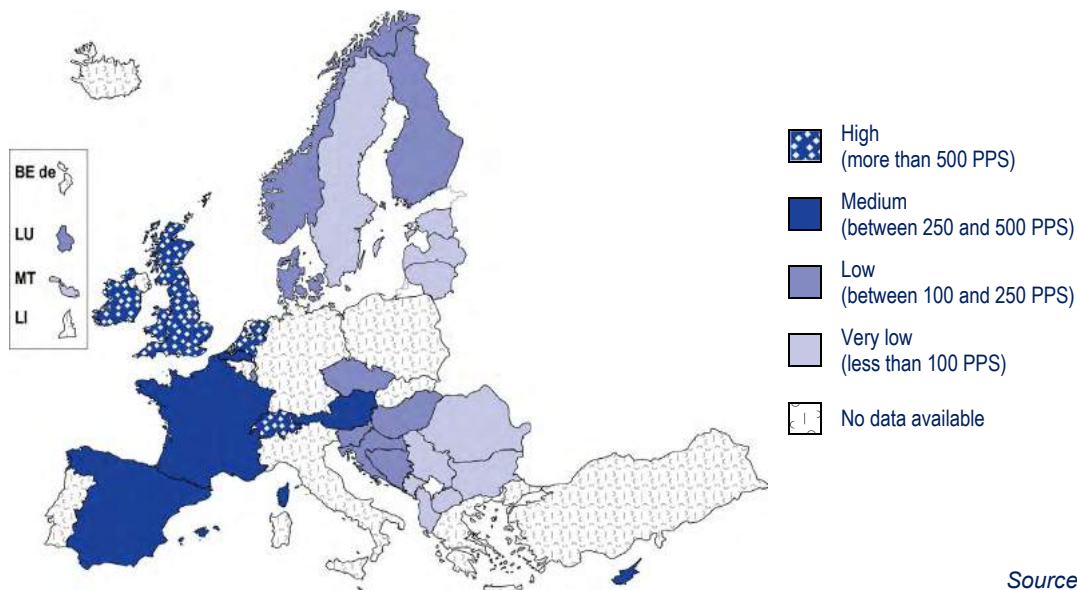 BE de
LU
MT
LI
High
(more than 500 PPS)
Medium
(between 250 and 500 PPS)
Low
(between 100 and 250 PPS)
Very low
(less than 100 PPS)
No data available
Source